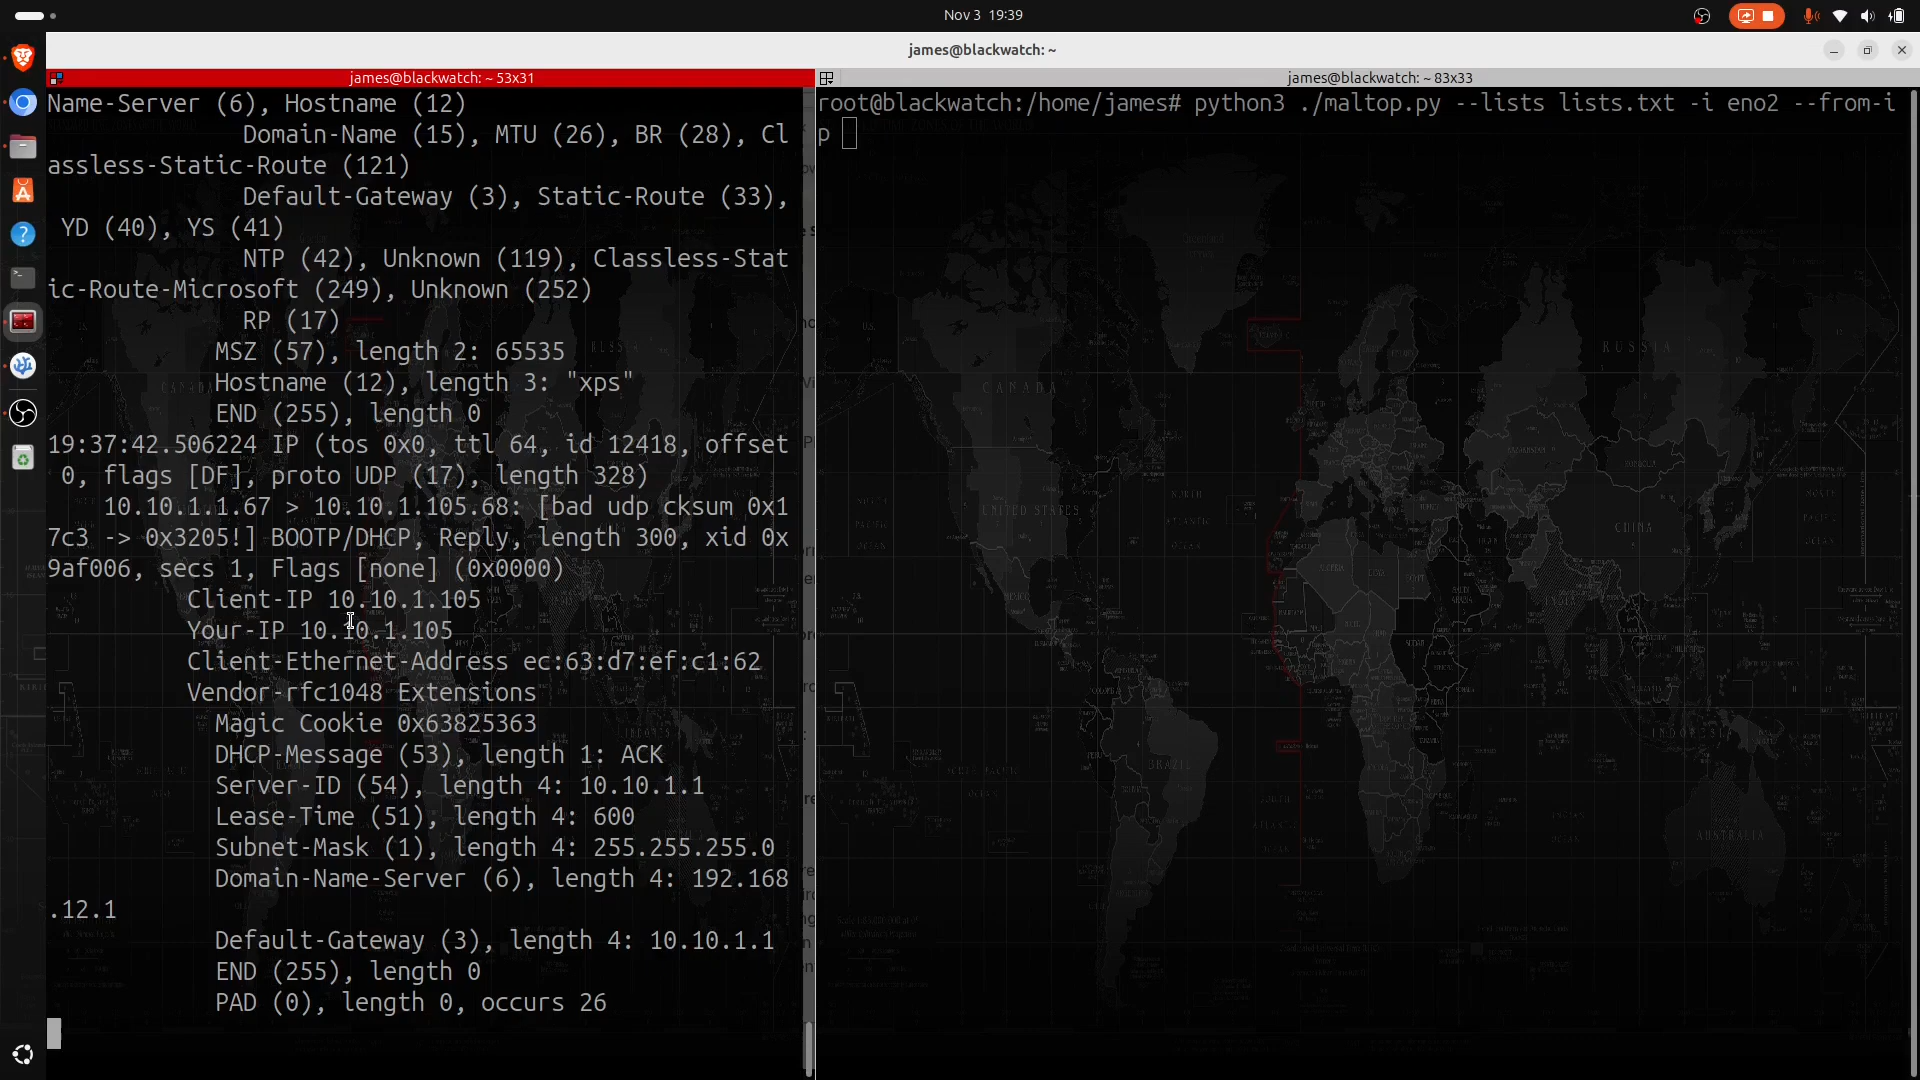 Nov 3  19:39
james@blackwatch: ~
james@blackwatch: ~ 53x31
Name-Server (6), Hostname (12)
Domain-Name (15), MTU (26), BR (28), Cl
assless-Static-Route (121)
Default-Gateway (3), Static-Route (33),
YD (40), YS (41)
NTP (42), Unknown (119), Classless-Stat
ic-Route-Microsoft (249), Unknown (252)
RP (17)
MSZ (57), length 2: 65535
Hostname (12), length 3: "xps"
END (255), length 0
19:37:42.506224 IP (tos 0x0, ttl 64, id 12418, offset
0, flags [DF], proto UDP (17), length 328)
10.10.1.1.67 > 10.10.1.105.68: [bad udp cksum 0x1
7c3 -> 0x3205!] BOOTP/DHCP, Reply, length 300, xid 0x
9af006, secs 1, Flags [none] (0x0000)
Client-IP 10.10.1.105
Your-IP 10.10.1.105
Client-Ethernet-Address ec:63:d7:ef:c1:62
Vendor-rfc1048 Extensions
Magic Cookie 0x63825363
DHCP-Message (53), length 1: ACK
Server-ID (54), length 4: 10.10.1.1
Lease-Time (51), length 4: 600
Subnet-Mask (1), length 4: 255.255.255.0
Domain-Name-Server (6), length 4: 192.168
.12.1
Default-Gateway (3), length 4: 10.10.1.1
END (255), length 0
PAD (0), length 0, occurs 26
james@blackwatch: ~ 83x33
root@blackwatch:/home/james# python3 ./maltop.py --lists lists.txt -i eno2 --from-i
p
CANADA
UNITED STATES
BRAZIL
RUSSIA
CHINA
AUSTRALIA